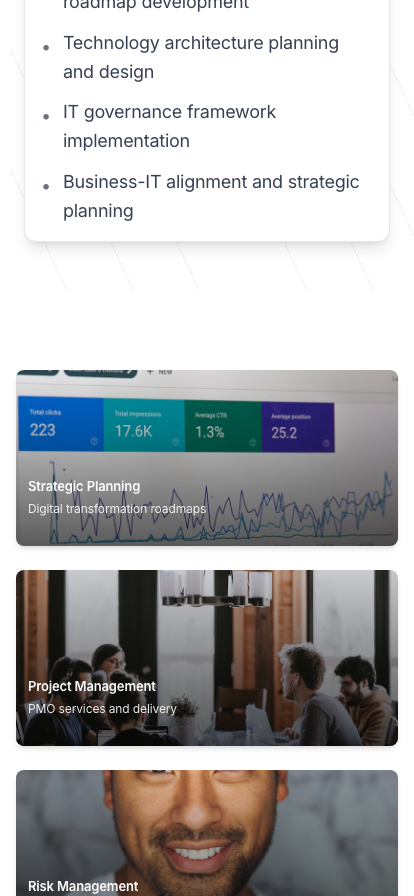 roadmap development
Technology architecture planning
and design
IT governance framework
implementation
Business-IT alignment and strategic
planning
+ NEW
Total clicks
223
Total impressions
17.6K
Average CTR
1.3%
Average position
25.2
Strategic Planning
Digital transformation roadmaps
Project Management
PMO services and delivery
Risk Management